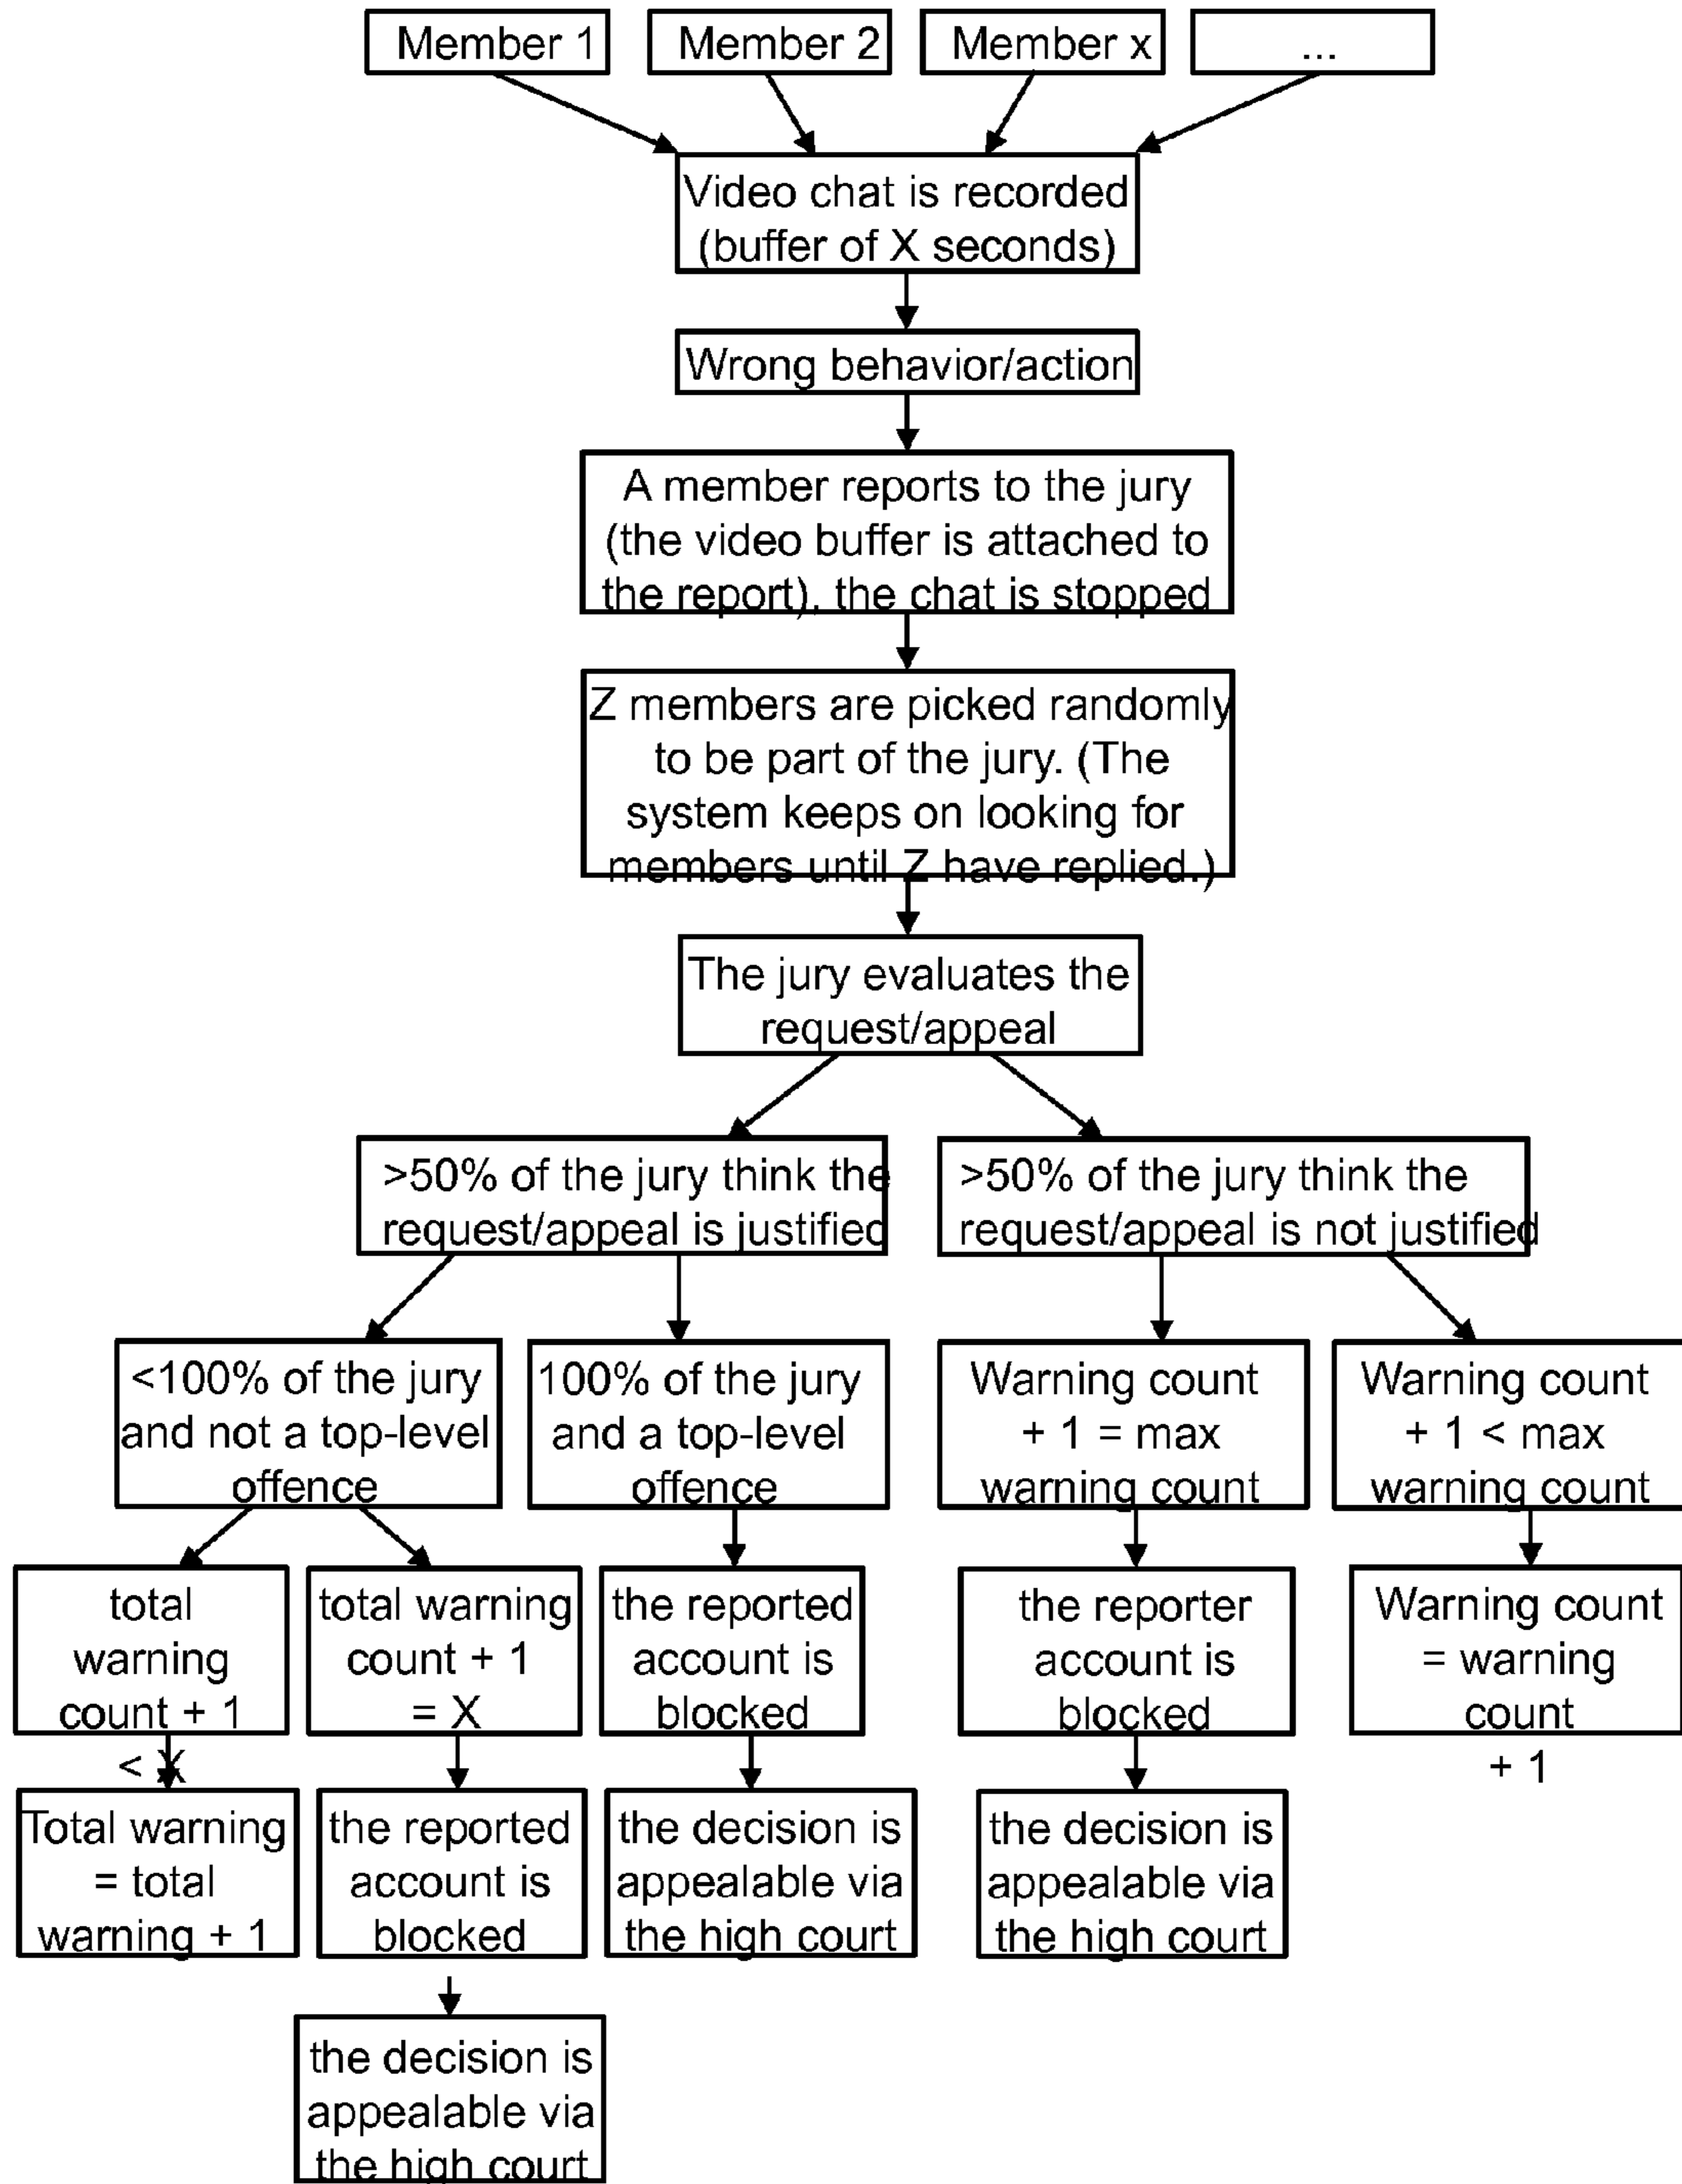 Member 1
Member 2
Member x
...
Video chat is recorded
(buffer of X seconds)
Wrong behavior/action
A member reports to the jury
(the video buffer is attached to
the report), the chat is stopped
Z members are picked randomly
to be part of the jury. (The
system keeps on looking for
members until Z have replied.)
The jury evaluates the
request/appeal
>50% of the jury think the
request/appeal is justified
>50% of the jury think the
request/appeal is not justified
<100% of the jury
and not a top-level
offence
100% of the jury
and a top-level
offence
Warning count
+ 1 = max
warning count
Warning count
+ 1 < max
warning count
total
warning
count + 1
< X
total warning
count + 1
= X
the reported
account is
blocked
the reporter
account is
blocked
Warning count
= warning
count
+ 1
Total warning
= total
warning + 1
the reported
account is
blocked
the decision is
appealable via
the high court
the decision is
appealable via
the high court
the decision is
appealable via
the high court